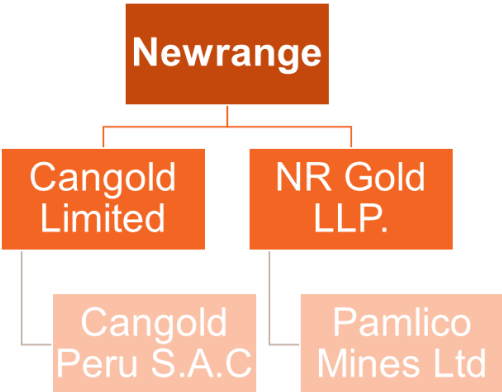 Newrange
Cangold
Limited
NR Gold
LLP.
Cangold
Peru S.A.C
Pamlico
Mines Ltd